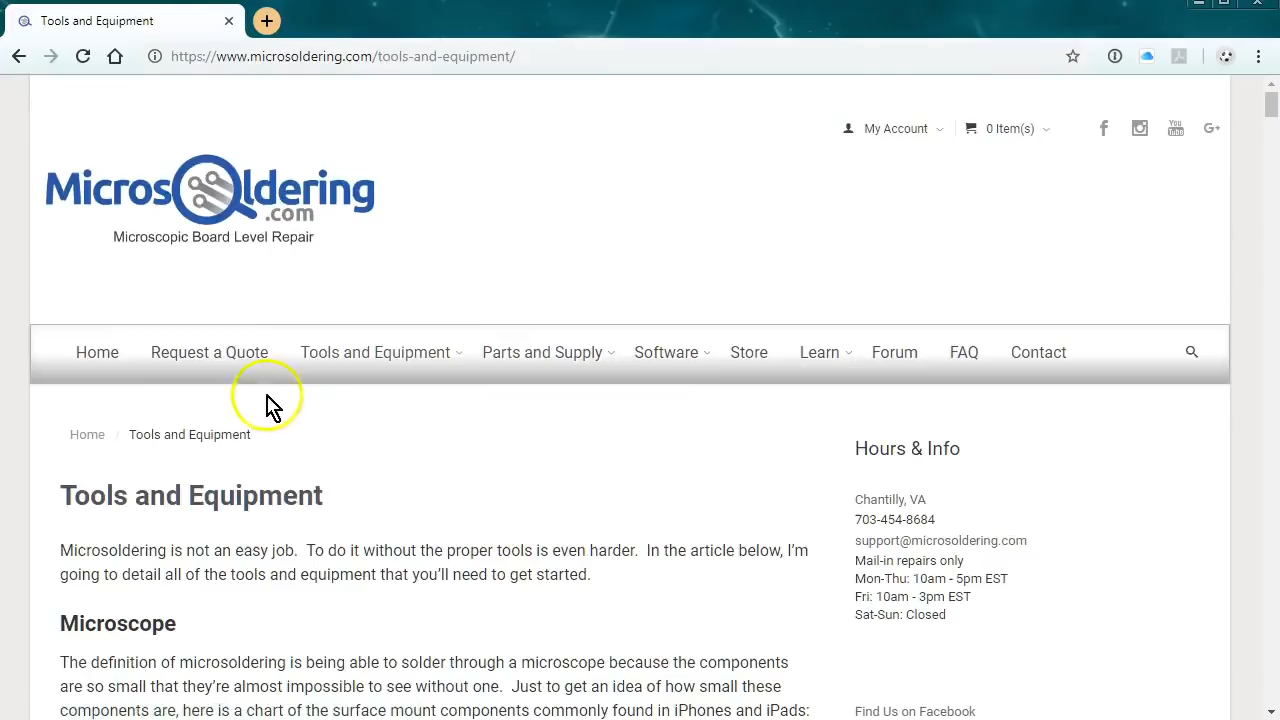 Tools and Equipment
https://www.microsoldering.com/tools-and-equipment/
My Account
0 Item(s)
You
Tube
G+
Microsoldering
.com
Microscopic Board Level Repair
Home
Request a Quote
Tools and Equipment
Parts and Supply
Software
Store
Learn
Forum
FAQ
Contact
Home / Tools and Equipment
Tools and Equipment
Microsoldering is not an easy job. To do it without the proper tools is even harder. In the article below, I’m
going to detail all of the tools and equipment that you’ll need to get started.
Microscope
The definition of microsoldering is being able to solder through a microscope because the components
are so small that they’re almost impossible to see without one. Just to get an idea of how small these
components are, here is a chart of the surface mount components commonly found in iPhones and iPads:
Hours & Info
Chantilly, VA
703-454-8684
support@microsoldering.com
Mail-in repairs only
Mon-Thu: 10am - 5pm EST
Fri: 10am - 3pm EST
Sat-Sun: Closed
Find Us on Facebook